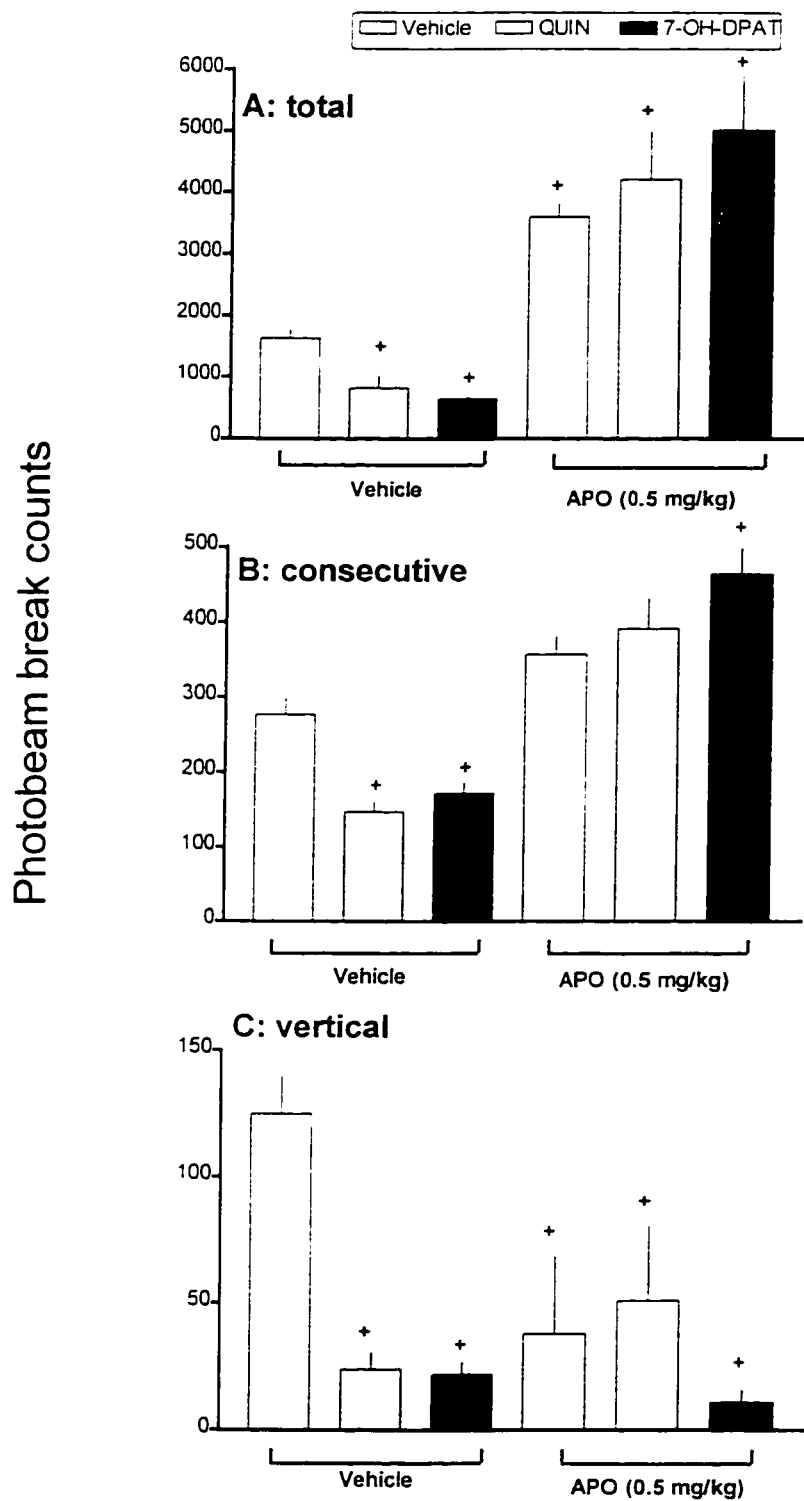 Vehicle QUIN 7-OH-DPAT
Photobeam break counts
A: total
6000
5000
4000
3000
2000
1000
0
+ + + + +
Vehicle APO (0.5 mg/kg)
B: consecutive
500
400
300
200
100
0
+ + +
Vehicle APO (0.5 mg/kg)
C: vertical
150
100
50
0
+ + + + +
Vehicle APO (0.5 mg/kg)